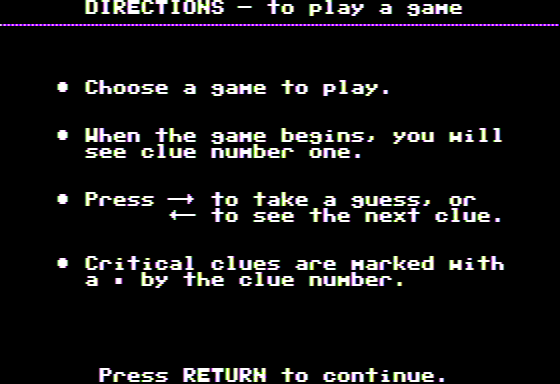 DIRECTIONS — to play a game
• Choose a game to play.
• When the game begins, you will
see clue number one.
• Press → to take a guess, or
← to see the next clue.
• Critical clues are marked with
a ▪ by the clue number.
Press RETURN to continue.